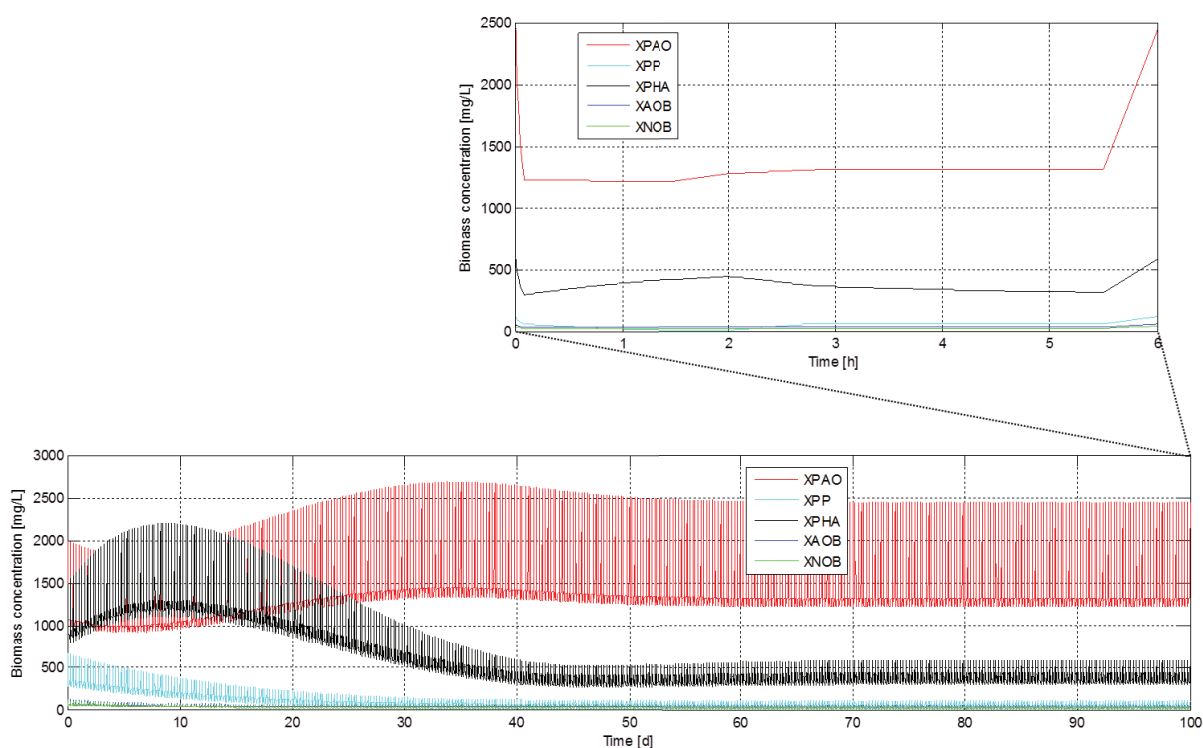 Biomass concentration [mg/L]
2500
2000
1500
1000
500
0
XPAO
XPP
XPHA
XAOB
XNOB
0 1 2 3 4 5 6
Time [h]
Biomass concentration [mg/L]
3000
2500
2000
1500
1000
500
0
XPAO
XPP
XPHA
XAOB
XNOB
0 10 20 30 40 50 60 70 80 90 100
Time [d]